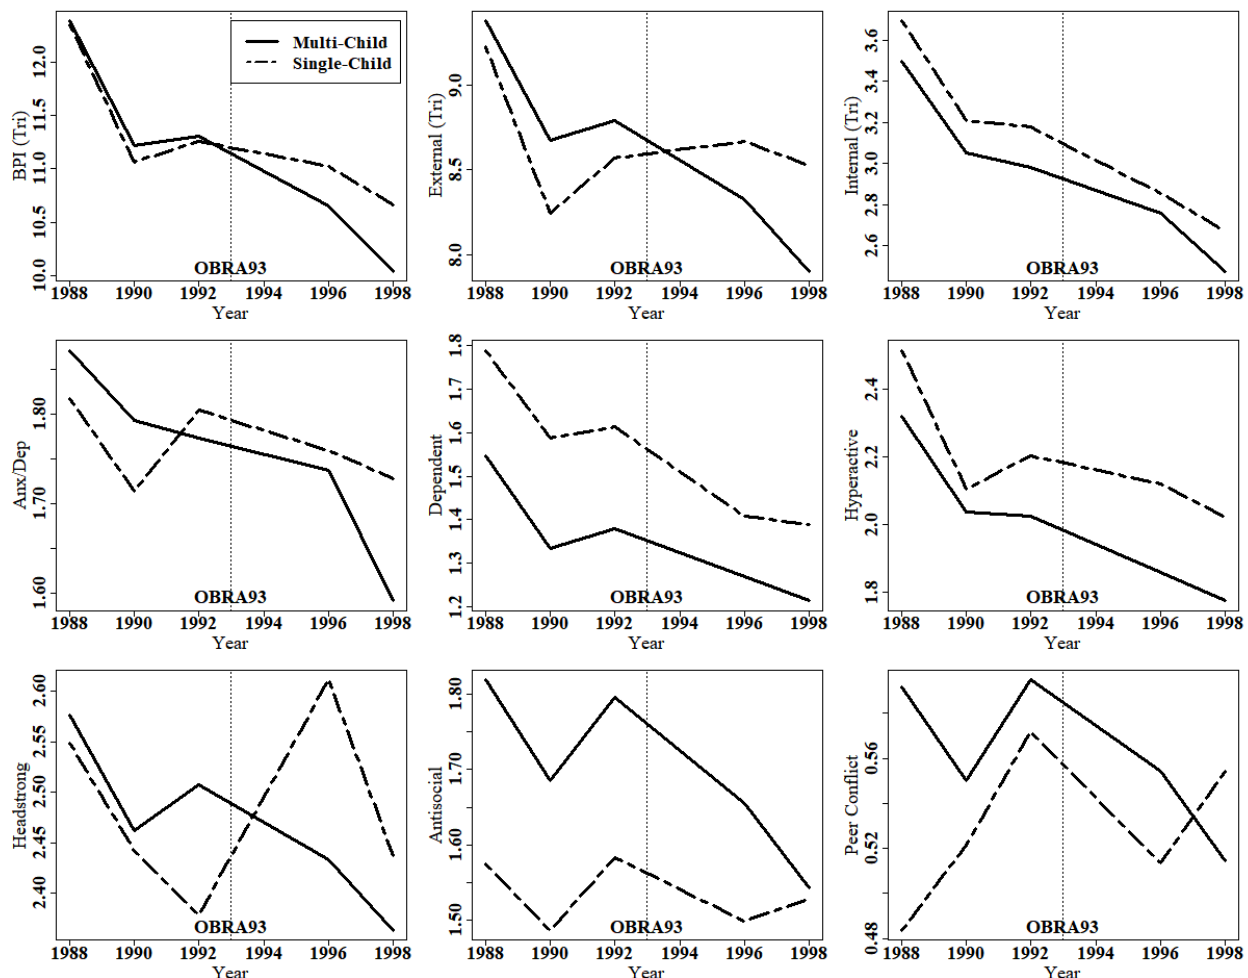 BPI (Tri)
12.0
11.5
11.0
10.5
10.0
Multi-Child
Single-Child
OBRA93
1988 1990 1992 1994 1996 1998
Year
External (Tri)
9.0
8.5
8.0
OBRA93
1988 1990 1992 1994 1996 1998
Year
Internal (Tri)
3.6
3.4
3.2
3.0
2.8
2.6
OBRA93
1988 1990 1992 1994 1996 1998
Year
Anx/Dep
1.80
1.70
1.60
OBRA93
1988 1990 1992 1994 1996 1998
Year
Dependent
1.8
1.7
1.6
1.5
1.4
1.3
1.2
OBRA93
1988 1990 1992 1994 1996 1998
Year
Hyperactive
2.4
2.2
2.0
1.8
OBRA93
1988 1990 1992 1994 1996 1998
Year
Headstrong
2.60
2.55
2.50
2.45
2.40
OBRA93
1988 1990 1992 1994 1996 1998
Year
Antisocial
1.80
1.70
1.60
1.50
OBRA93
1988 1990 1992 1994 1996 1998
Year
Peer Conflict
0.56
0.52
0.48
OBRA93
1988 1990 1992 1994 1996 1998
Year